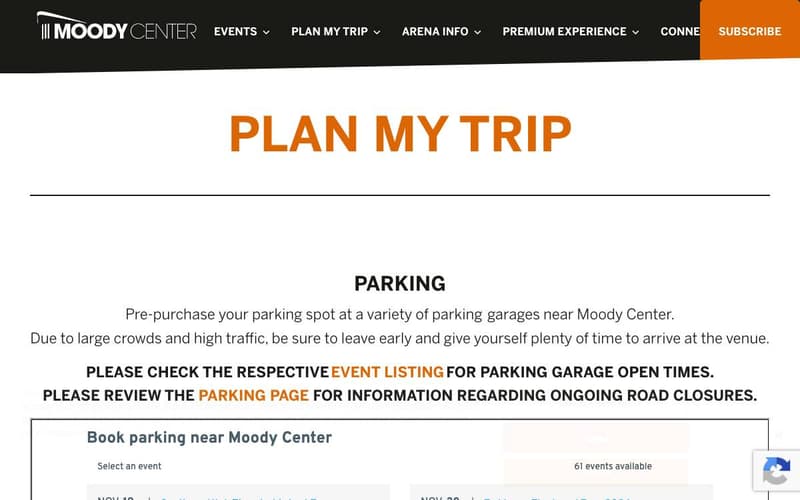 MOODY CENTER EVENTS PLAN MY TRIP ARENA INFO PREMIUM EXPERIENCE CONNE SUBSCRIBE
PLAN MY TRIP
PARKING
Pre-purchase your parking spot at a variety of parking garages near Moody Center.
Due to large crowds and high traffic, be sure to leave early and give yourself plenty of time to arrive at the venue.
PLEASE CHECK THE RESPECTIVE EVENT LISTING FOR PARKING GARAGE OPEN TIMES.
PLEASE REVIEW THE PARKING PAGE FOR INFORMATION REGARDING ONGOING ROAD CLOSURES.
Book parking near Moody Center
Select an event 61 events available